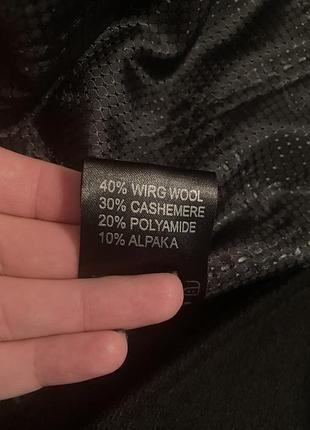 40% WIRG WOOL
30% CASHEMERE
20% POLYAMIDE
10% ALPAKA